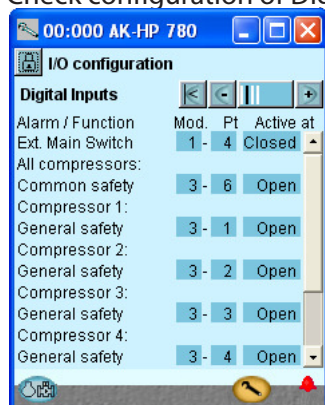 Check configuration of Di
00:000 AK-HP 780
I/O configuration
Digital Inputs
Alarm / Function Mod. Pt Active at
Ext. Main Switch 1 - 4 Closed
All compressors:
Common safety 3 - 6 Open
Compressor 1:
General safety 3 - 1 Open
Compressor 2:
General safety 3 - 2 Open
Compressor 3:
General safety 3 - 3 Open
Compressor 4:
General safety 3 - 4 Open